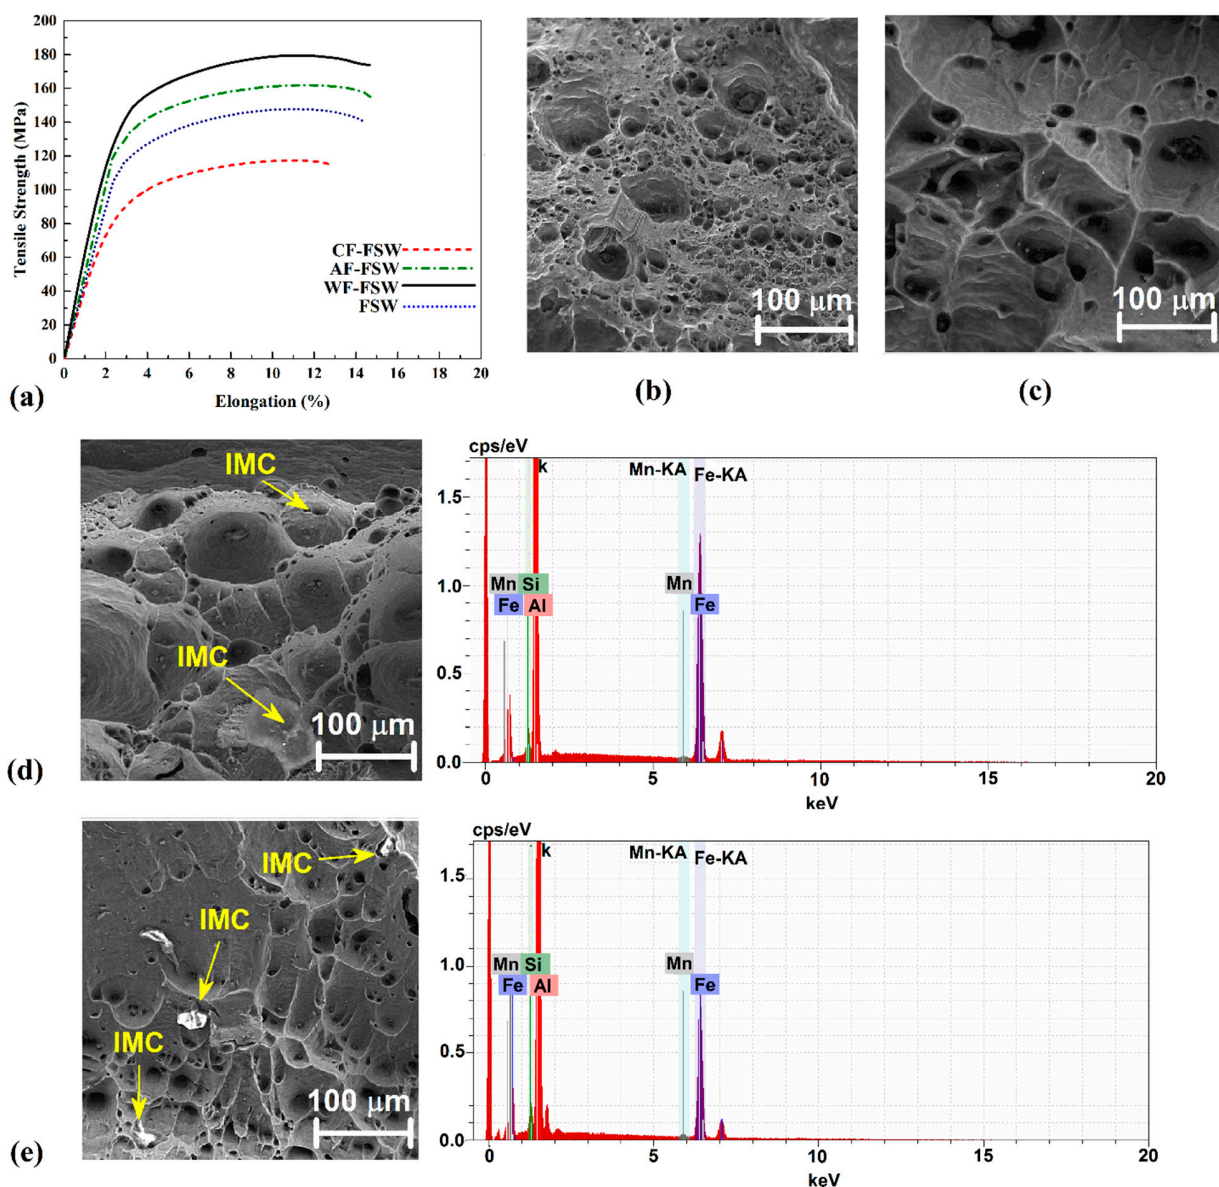 200
180
160
140
120
100
80
60
40
20
0
Tensile Strength (MPa)
CF-FSW
AF-FSW
WF-FSW
FSW
0 2 4 6 8 10 12 14 16 18 20
Elongation (%)
(a)
100 µm
(b)
100 µm
(c)
IMC
IMC
100 µm
(d)
cps/eV
k
Mn-KA
Fe-KA
1.5
1.0
0.5
0.0
Mn Si
Fe Al
Mn
Fe
0 5 10 15 20
keV
IMC
IMC
IMC
100 µm
(e)
cps/eV
k
Mn-KA
Fe-KA
1.5
1.0
0.5
0.0
Mn Si
Fe Al
Mn
Fe
0 5 10 15 20
keV